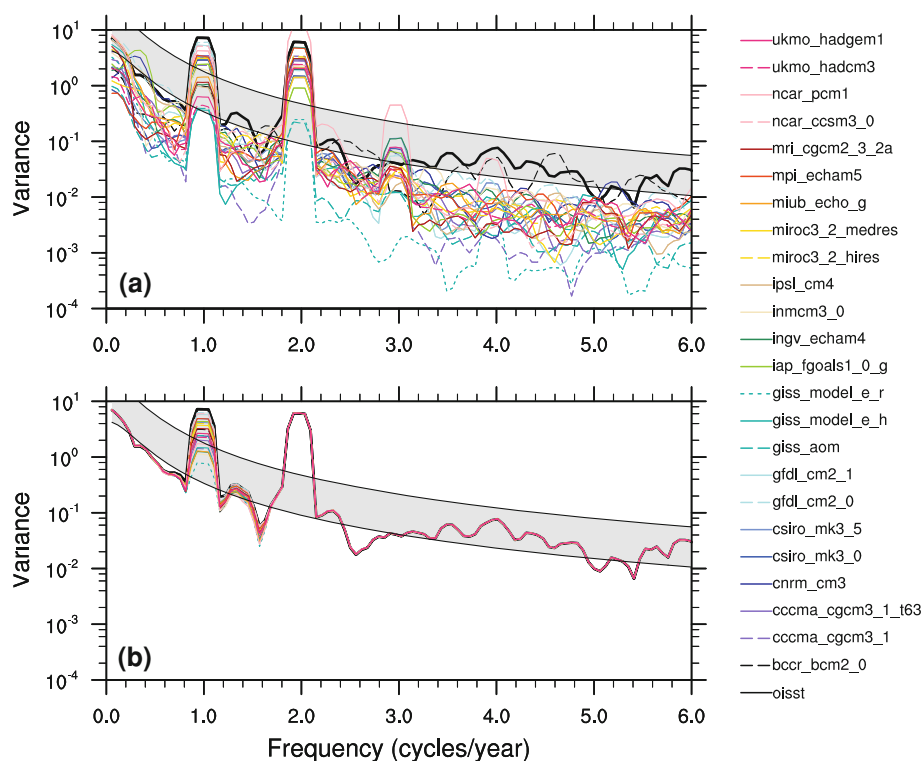 (a)
Variance
10^1
10^0
10^-1
10^-2
10^-3
10^-4
0.0 1.0 2.0 3.0 4.0 5.0 6.0
(b)
Variance
10^1
10^0
10^-1
10^-2
10^-3
10^-4
0.0 1.0 2.0 3.0 4.0 5.0 6.0
Frequency (cycles/year)
ukmo_hadgem1
ukmo_hadcm3
ncar_pcm1
ncar_ccsm3_0
mri_cgcm2_3_2a
mpi_echam5
miub_echo_g
miroc3_2_medres
miroc3_2_hires
ipsl_cm4
inmcm3_0
ingv_echam4
iap_fgoals1_0_g
giss_model_e_r
giss_model_e_h
giss_aom
gfdl_cm2_1
gfdl_cm2_0
csiro_mk3_5
csiro_mk3_0
cnrm_cm3
cccma_cgcm3_1_t63
cccma_cgcm3_1
bccr_bcm2_0
oisst